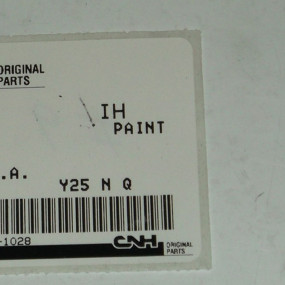 ORIGINAL
PARTS
IH
PAINT
.A.
Y25 N Q
-1028
CNH ORIGINAL
PARTS